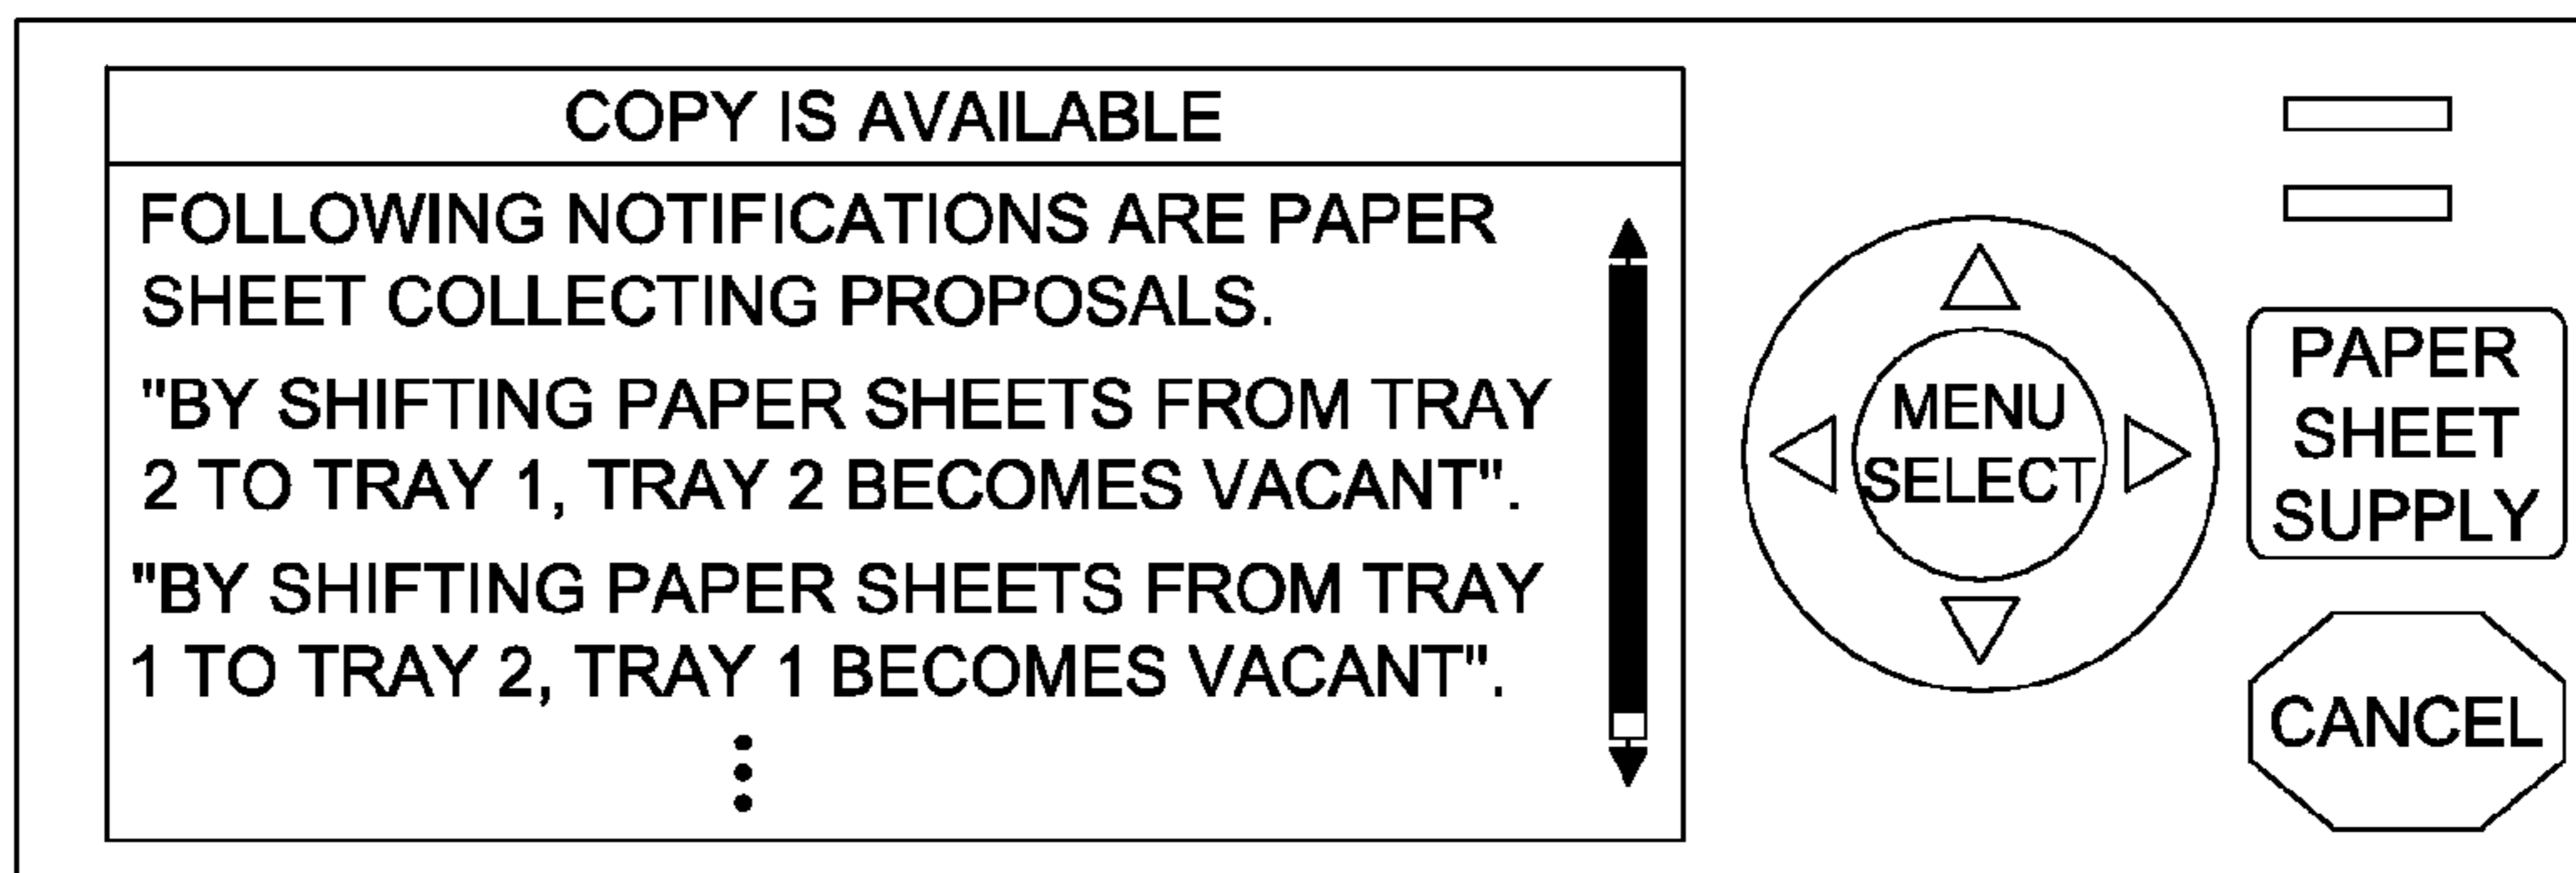 COPY IS AVAILABLE
FOLLOWING NOTIFICATIONS ARE PAPER
SHEET COLLECTING PROPOSALS.
"BY SHIFTING PAPER SHEETS FROM TRAY
2 TO TRAY 1, TRAY 2 BECOMES VACANT".
"BY SHIFTING PAPER SHEETS FROM TRAY
1 TO TRAY 2, TRAY 1 BECOMES VACANT".
MENU
SELECT
PAPER
SHEET
SUPPLY
CANCEL